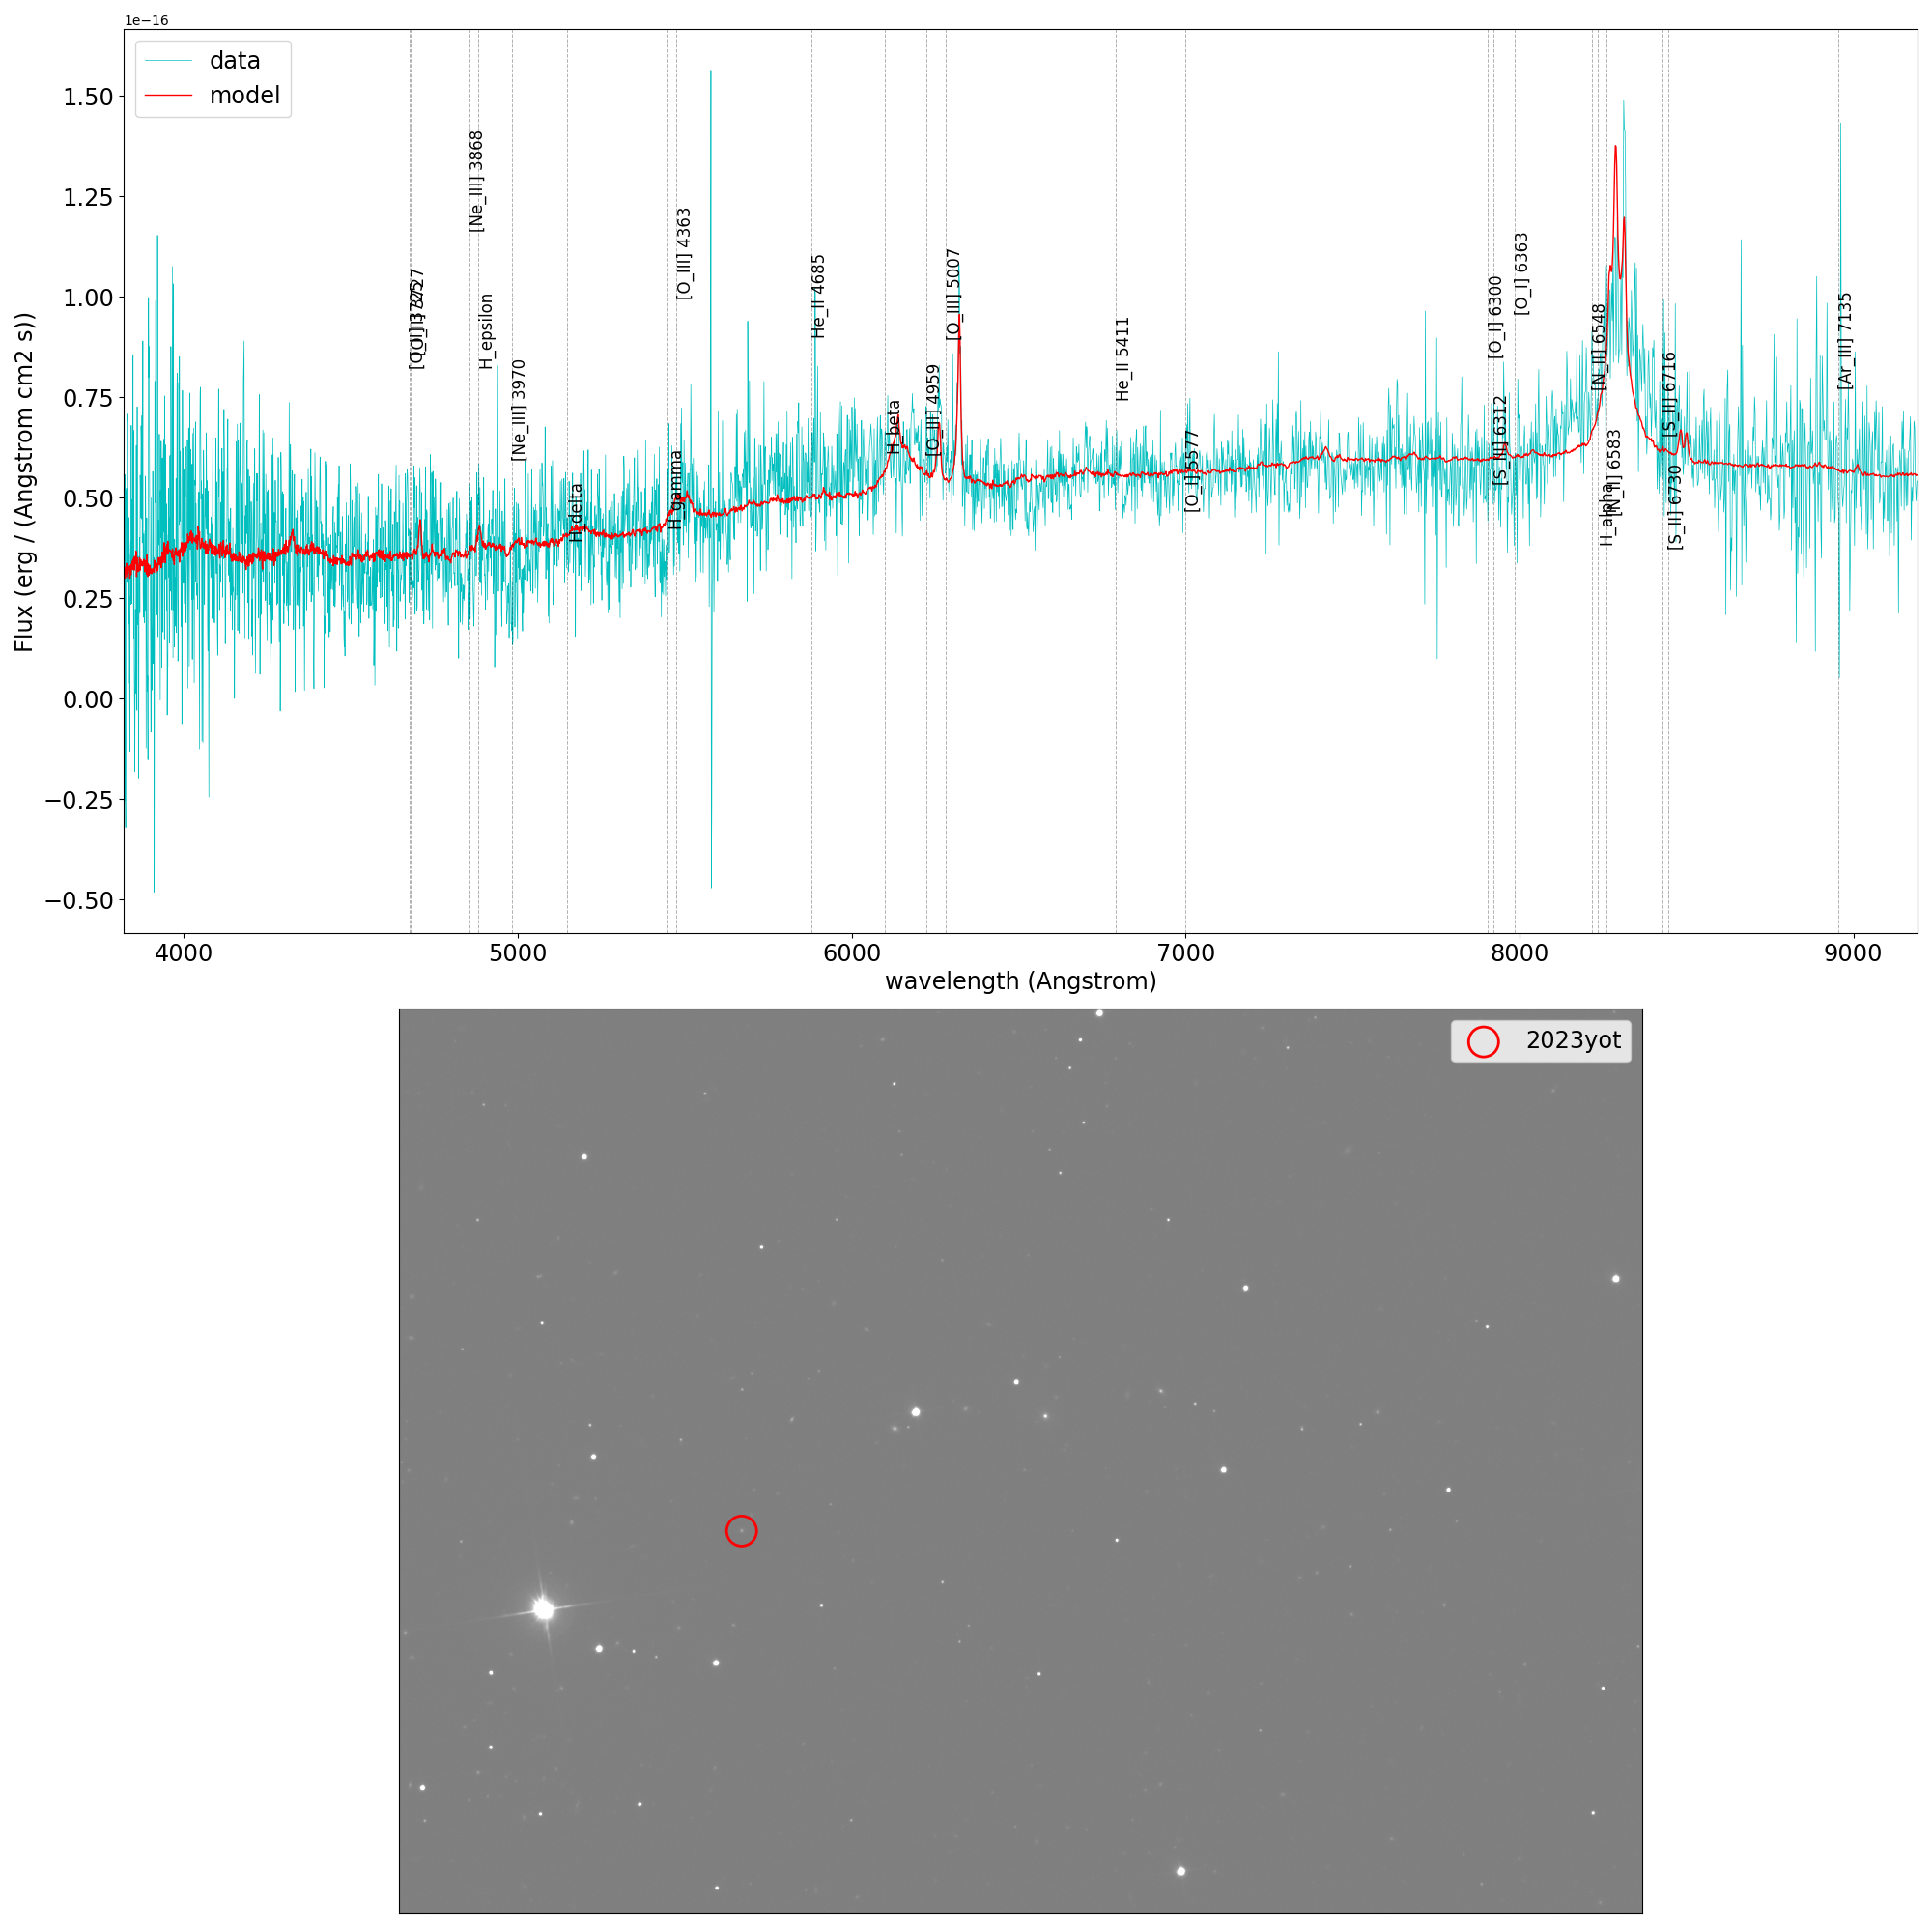 1e−16
data
model
1.50
1.25
1.00
0.75
0.50
0.25
0.00
−0.25
−0.50
Flux (erg / (Angstrom cm2 s))
[Ne_III] 3868
H_epsilon
[Ne_III] 3970
H_delta
H_gamma
[O_III] 4363
He_II 4685
H_beta
[O_III] 4959
[O_III] 5007
He_II 5411
[O_I]5577
[O_I] 6300
[S_III] 6312
[O_I] 6363
[N_II] 6548
H_alpha
[N_II] 6583
[S_II] 6716
[S_II] 6730
[Ar_III] 7135
4000 5000 6000 7000 8000 9000
wavelength (Angstrom)
2023yot